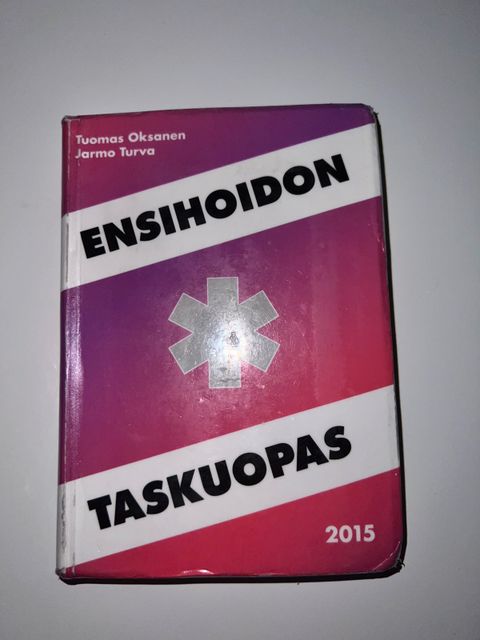 Tuomas Oksanen
Jarmo Turva
ENSIHOIDON
TASKUOPAS
2015